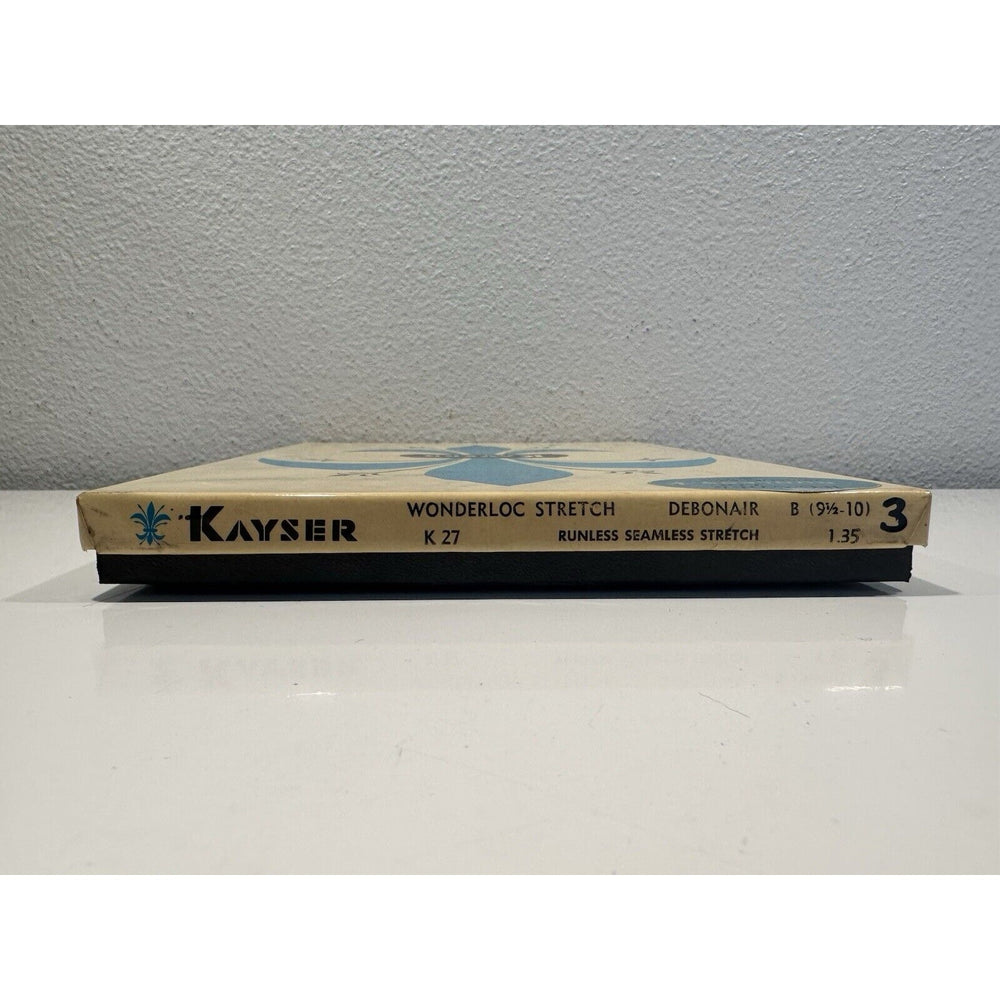 KAYSER
WONDERLOC STRETCH DEBONAIR B (9½-10) 3
K 27 RUNLESS SEAMLESS STRETCH 1.35